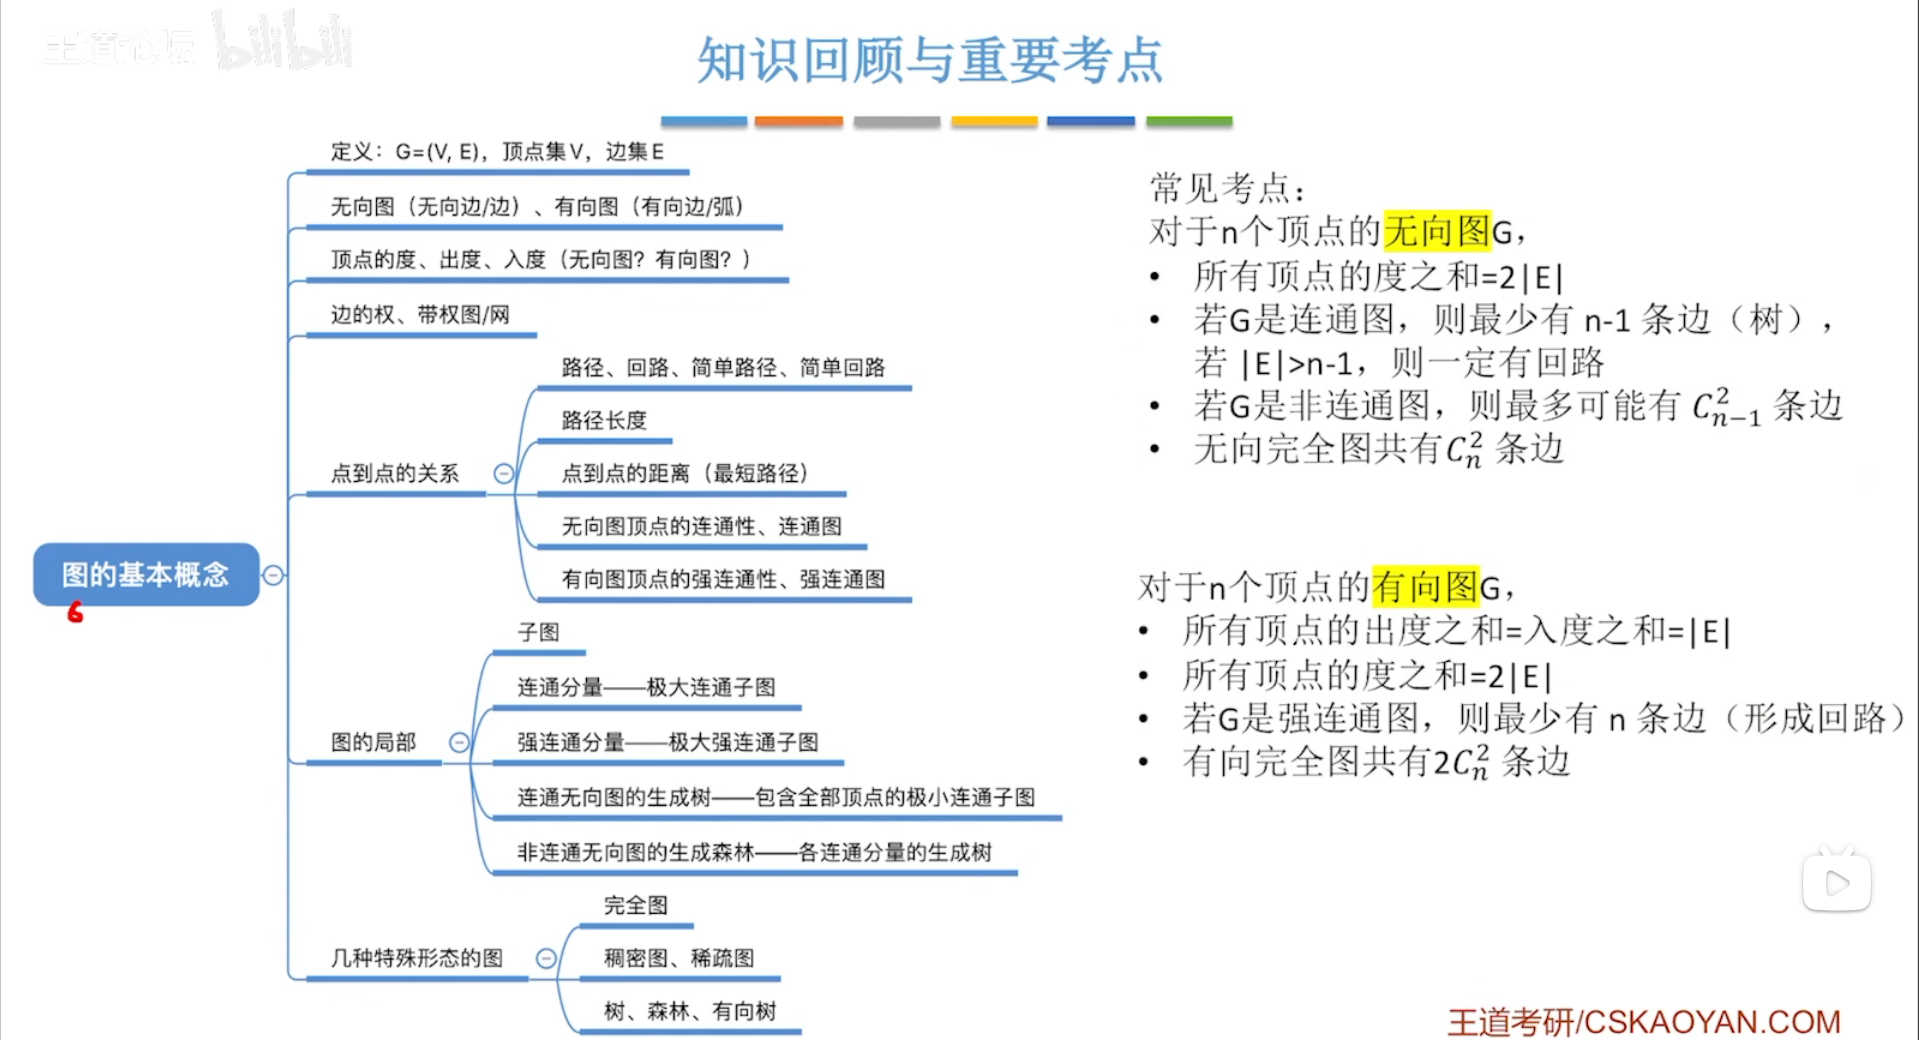 王道论坛 bilibili
知识回顾与重要考点
定义：G=(V, E)，顶点集 V，边集 E
无向图（无向边/边）、有向图（有向边/弧）
顶点的度、出度、入度（无向图？有向图？）
边的权、带权图/网
路径、回路、简单路径、简单回路
路径长度
点到点的关系
点到点的距离（最短路径）
无向图顶点的连通性、连通图
有向图顶点的强连通性、强连通图
图的基本概念
6
子图
连通分量——极大连通子图
图的局部
强连通分量——极大强连通子图
连通无向图的生成树——包含全部顶点的极小连通子图
非连通无向图的生成森林——各连通分量的生成树
完全图
几种特殊形态的图
稠密图、稀疏图
树、森林、有向树
常见考点：
对于n个顶点的无向图G，
• 所有顶点的度之和=2|E|
• 若G是连通图，则最少有 n-1 条边（树），
若 |E|>n-1，则一定有回路
• 若G是非连通图，则最多可能有 C²ₙ₋₁ 条边
• 无向完全图共有C²ₙ 条边
对于n个顶点的有向图G，
• 所有顶点的出度之和=入度之和=|E|
• 所有顶点的度之和=2|E|
• 若G是强连通图，则最少有 n 条边（形成回路）
• 有向完全图共有2C²ₙ 条边
王道考研/CSKAOYAN.COM